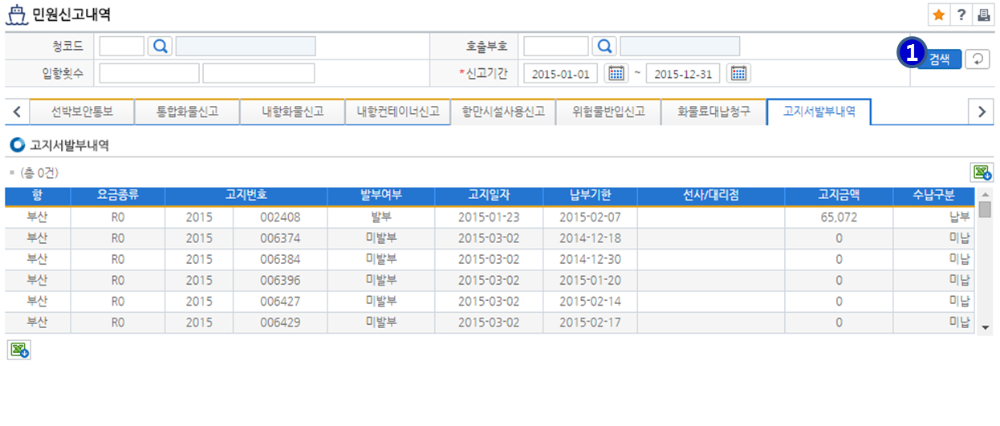 민원신고내역
?
청코드 호출부호
1 검색
입항횟수 *신고기간 2015-01-01 ~ 2015-12-31
선박보안통보 통합화물신고 내항화물신고 내항컨테이너신고 항만시설사용신고 위험물반입신고 화물료대납청구 고지서발부내역
고지서발부내역
(총 0건)
항 요금종류 고지번호 발부여부 고지일자 납부기한 선사/대리점 고지금액 수납구분
부산 R0 2015 002408 발부 2015-01-23 2015-02-07 65,072 납부
부산 R0 2015 006374 미발부 2015-03-02 2014-12-18 0 미납
부산 R0 2015 006384 미발부 2015-03-02 2014-12-30 0 미납
부산 R0 2015 006396 미발부 2015-03-02 2015-01-20 0 미납
부산 R0 2015 006427 미발부 2015-03-02 2015-02-14 0 미납
부산 R0 2015 006429 미발부 2015-03-02 2015-02-17 0 미납